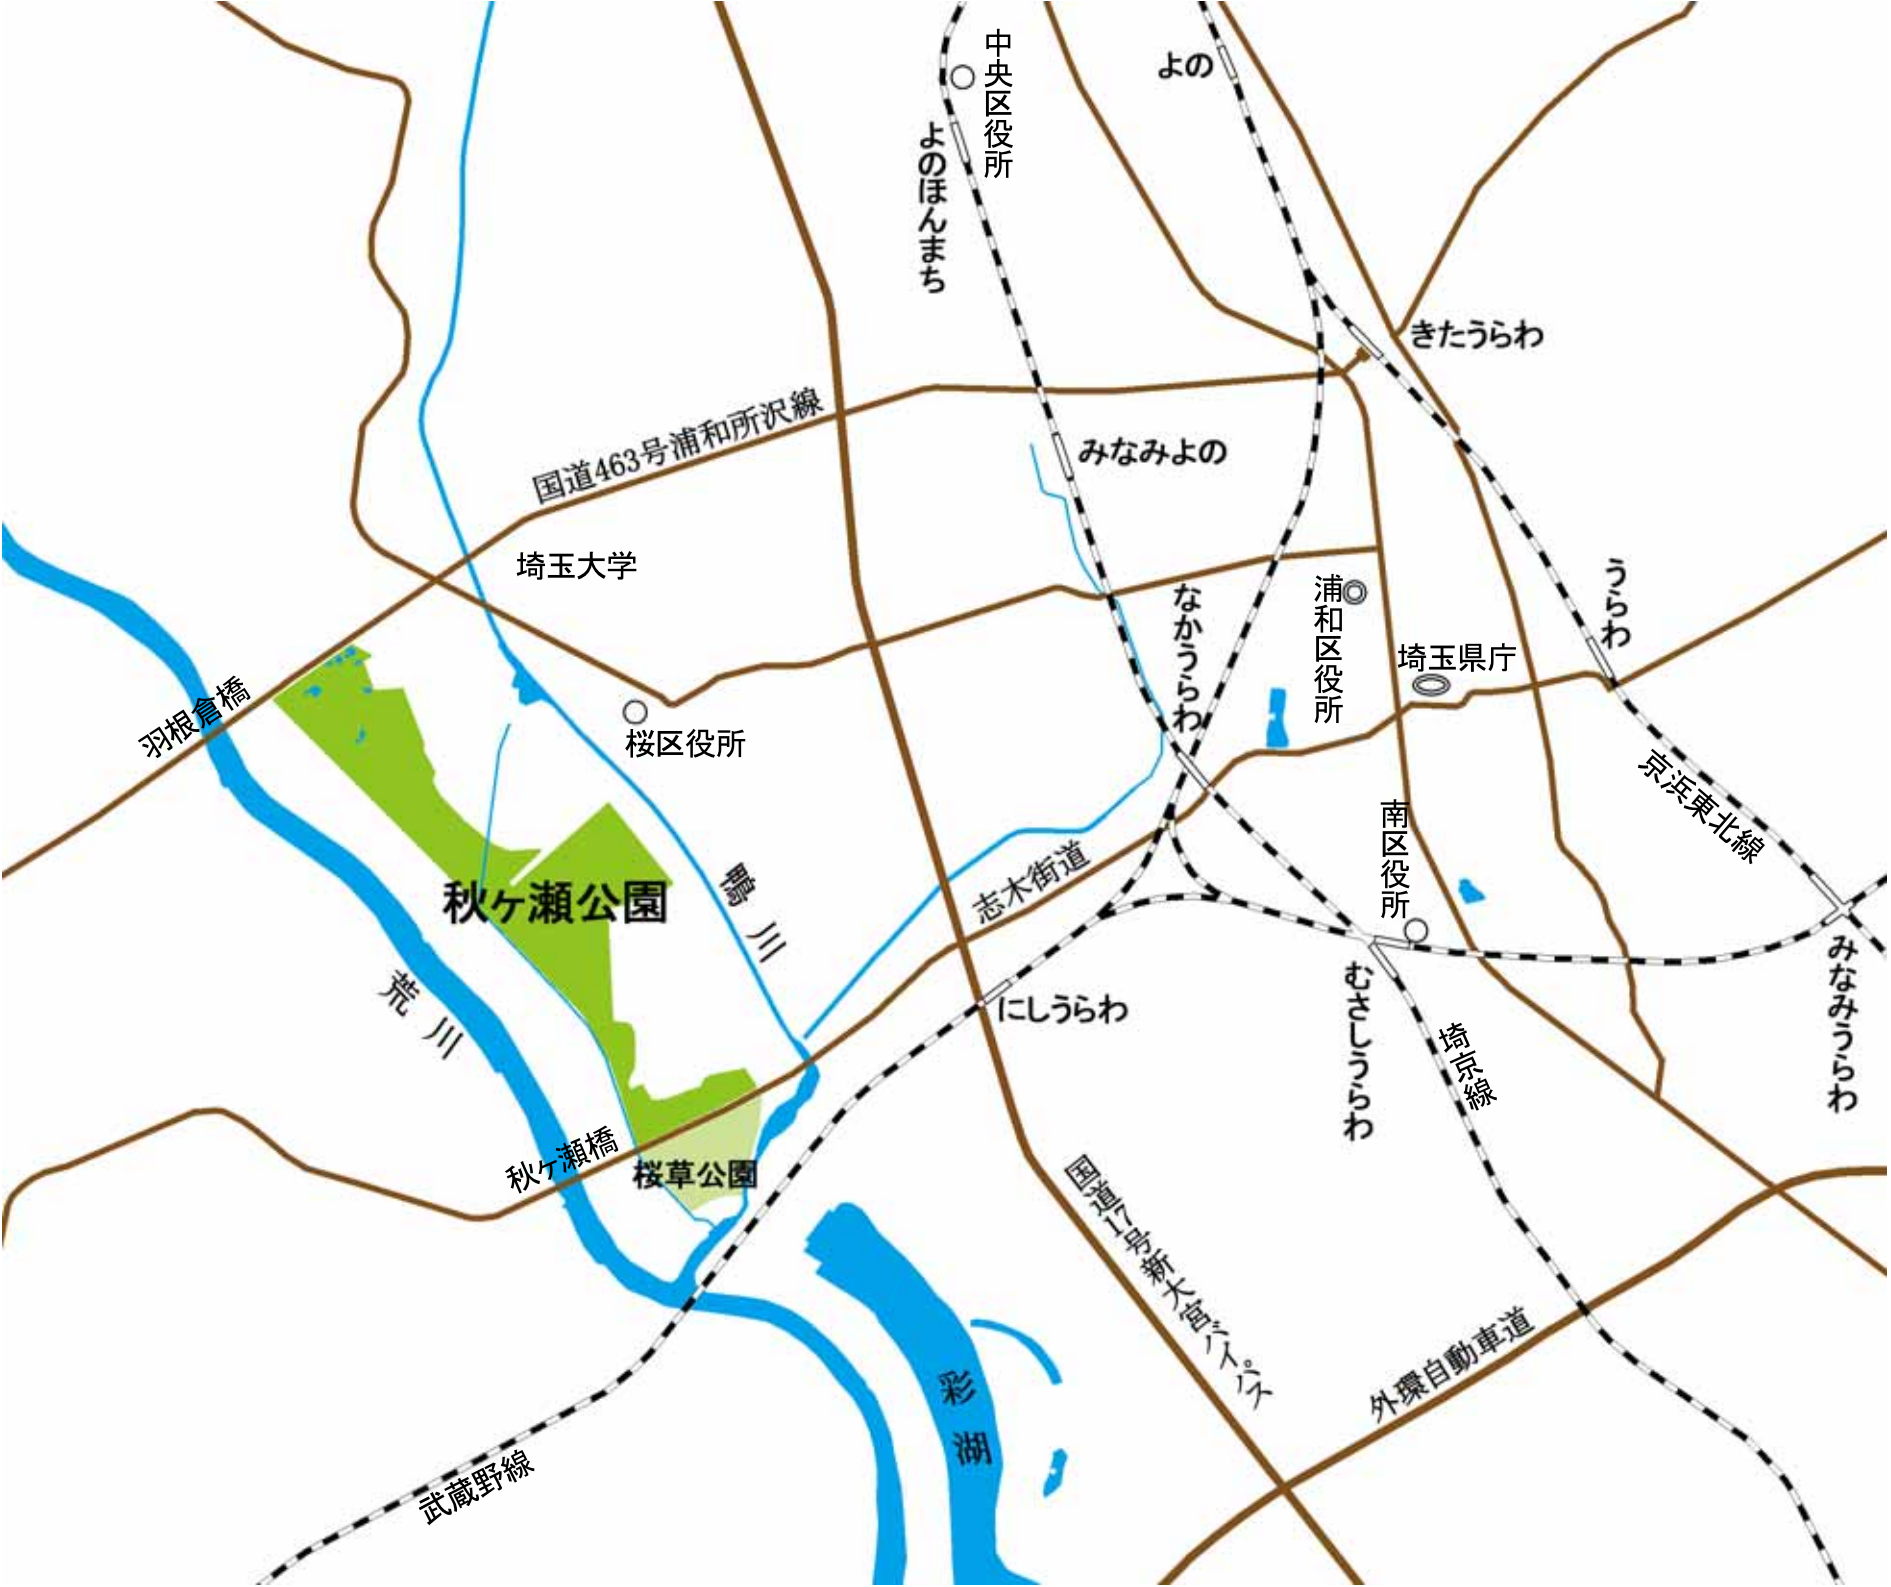 中央区役所
よの
よのほんまち
きたうらわ
国道463号浦和所沢線
みなみよの
埼玉大学
うらわ
なかうらわ
浦和区役所
埼玉県庁
羽根倉橋
桜区役所
京浜東北線
南区役所
志木街道
鴨川
秋ヶ瀬公園
荒川
にしうらわ
むさしうらわ
みなみうらわ
埼京線
秋ヶ瀬橋
桜草公園
国道17号新大宮バイパス
外環自動車道
彩湖
武蔵野線